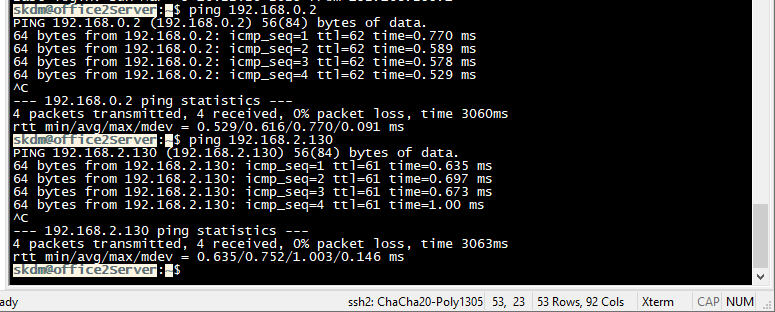 skdm@office2Server:~$ ping 192.168.0.2
PING 192.168.0.2 (192.168.0.2) 56(84) bytes of data.
64 bytes from 192.168.0.2: icmp_seq=1 ttl=62 time=0.770 ms
64 bytes from 192.168.0.2: icmp_seq=2 ttl=62 time=0.589 ms
64 bytes from 192.168.0.2: icmp_seq=3 ttl=62 time=0.578 ms
64 bytes from 192.168.0.2: icmp_seq=4 ttl=62 time=0.529 ms
^C
--- 192.168.0.2 ping statistics ---
4 packets transmitted, 4 received, 0% packet loss, time 3060ms
rtt min/avg/max/mdev = 0.529/0.616/0.770/0.091 ms
skdm@office2Server:~$ ping 192.168.2.130
PING 192.168.2.130 (192.168.2.130) 56(84) bytes of data.
64 bytes from 192.168.2.130: icmp_seq=1 ttl=61 time=0.635 ms
64 bytes from 192.168.2.130: icmp_seq=2 ttl=61 time=0.697 ms
64 bytes from 192.168.2.130: icmp_seq=3 ttl=61 time=0.673 ms
64 bytes from 192.168.2.130: icmp_seq=4 ttl=61 time=1.00 ms
^C
--- 192.168.2.130 ping statistics ---
4 packets transmitted, 4 received, 0% packet loss, time 3063ms
rtt min/avg/max/mdev = 0.635/0.752/1.003/0.146 ms
skdm@office2Server:~$
ady ssh2: ChaCha20-Poly1305 53, 23 53 Rows, 92 Cols Xterm CAP NUM